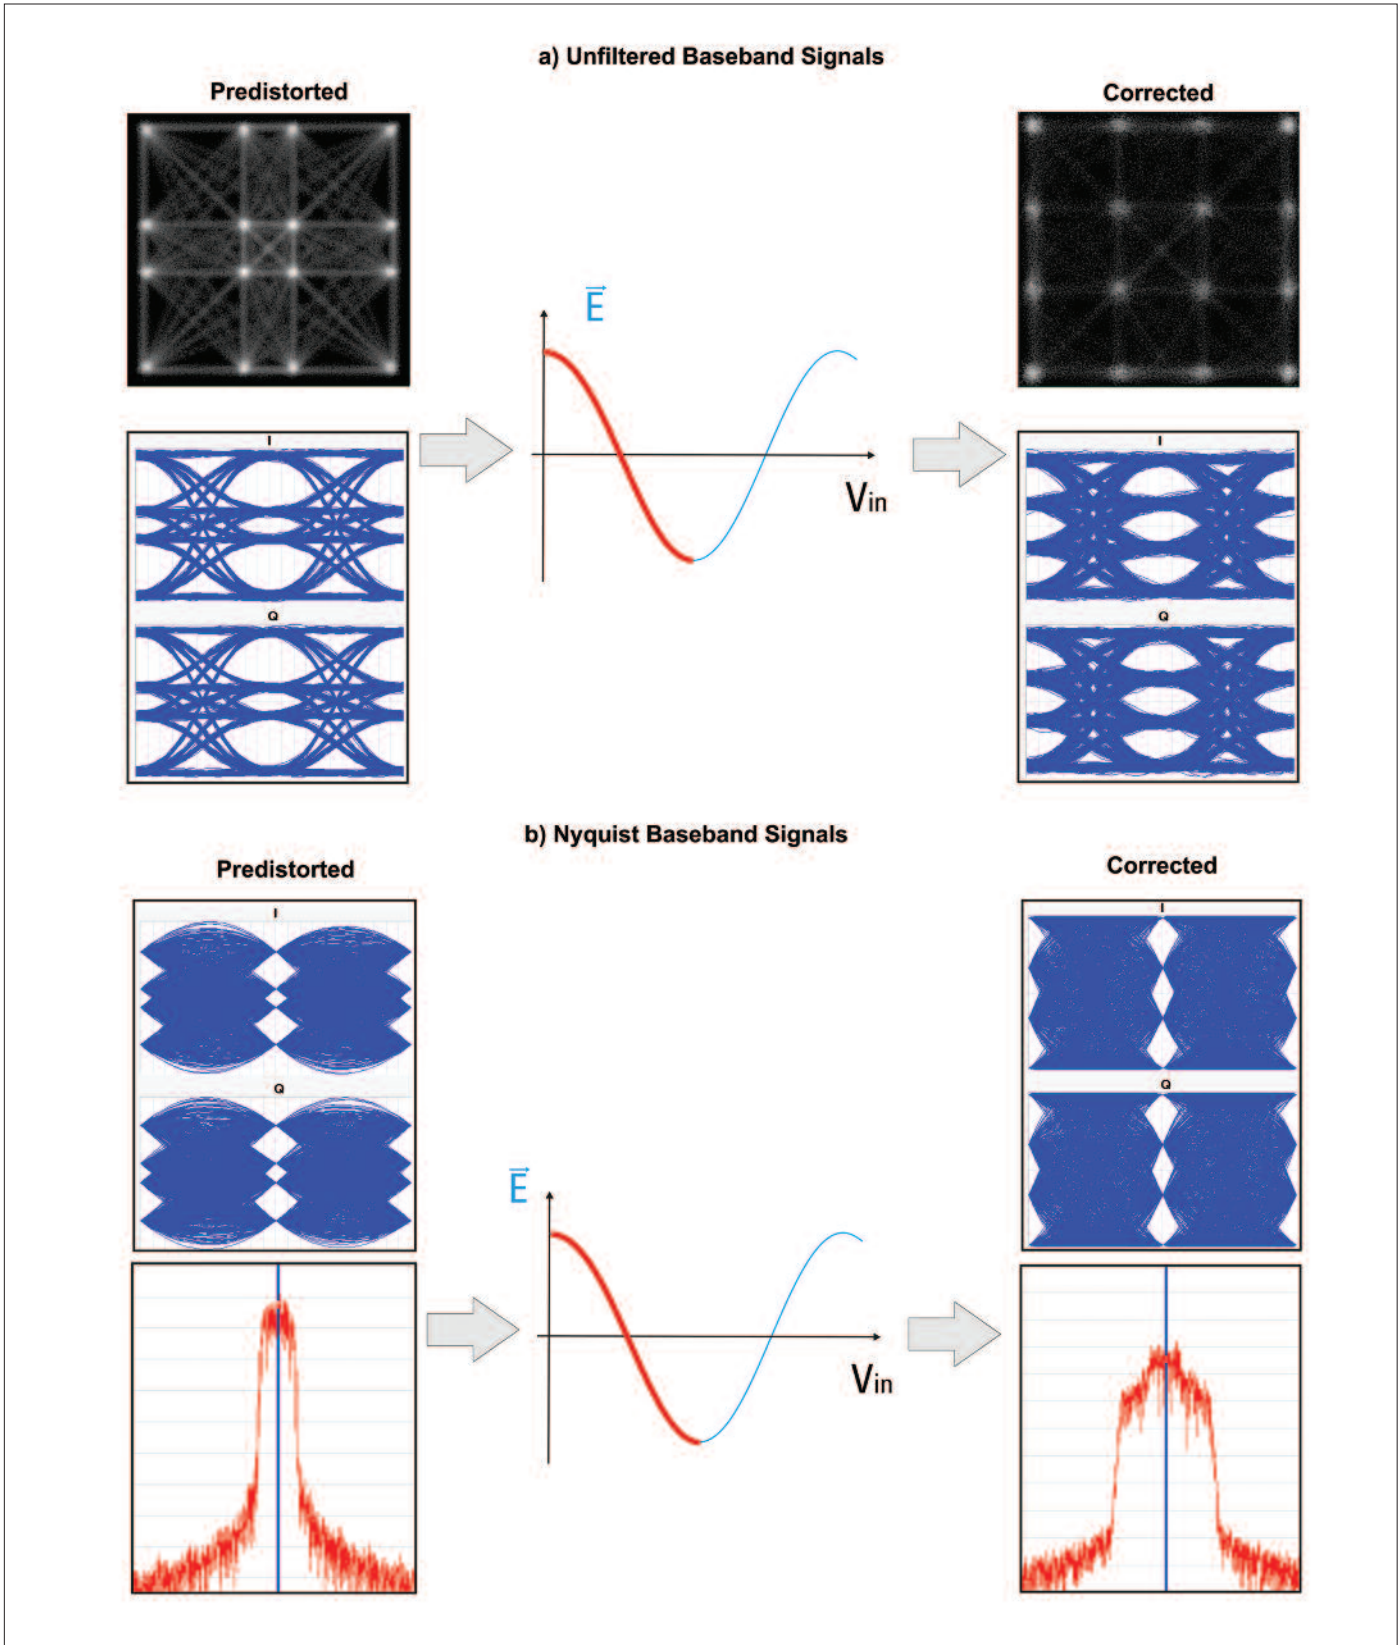 a) Unfiltered Baseband Signals
Predistorted
Corrected
I
Q
E
Vin
I
Q
b) Nyquist Baseband Signals
Predistorted
Corrected
I
Q
E
Vin
I
Q